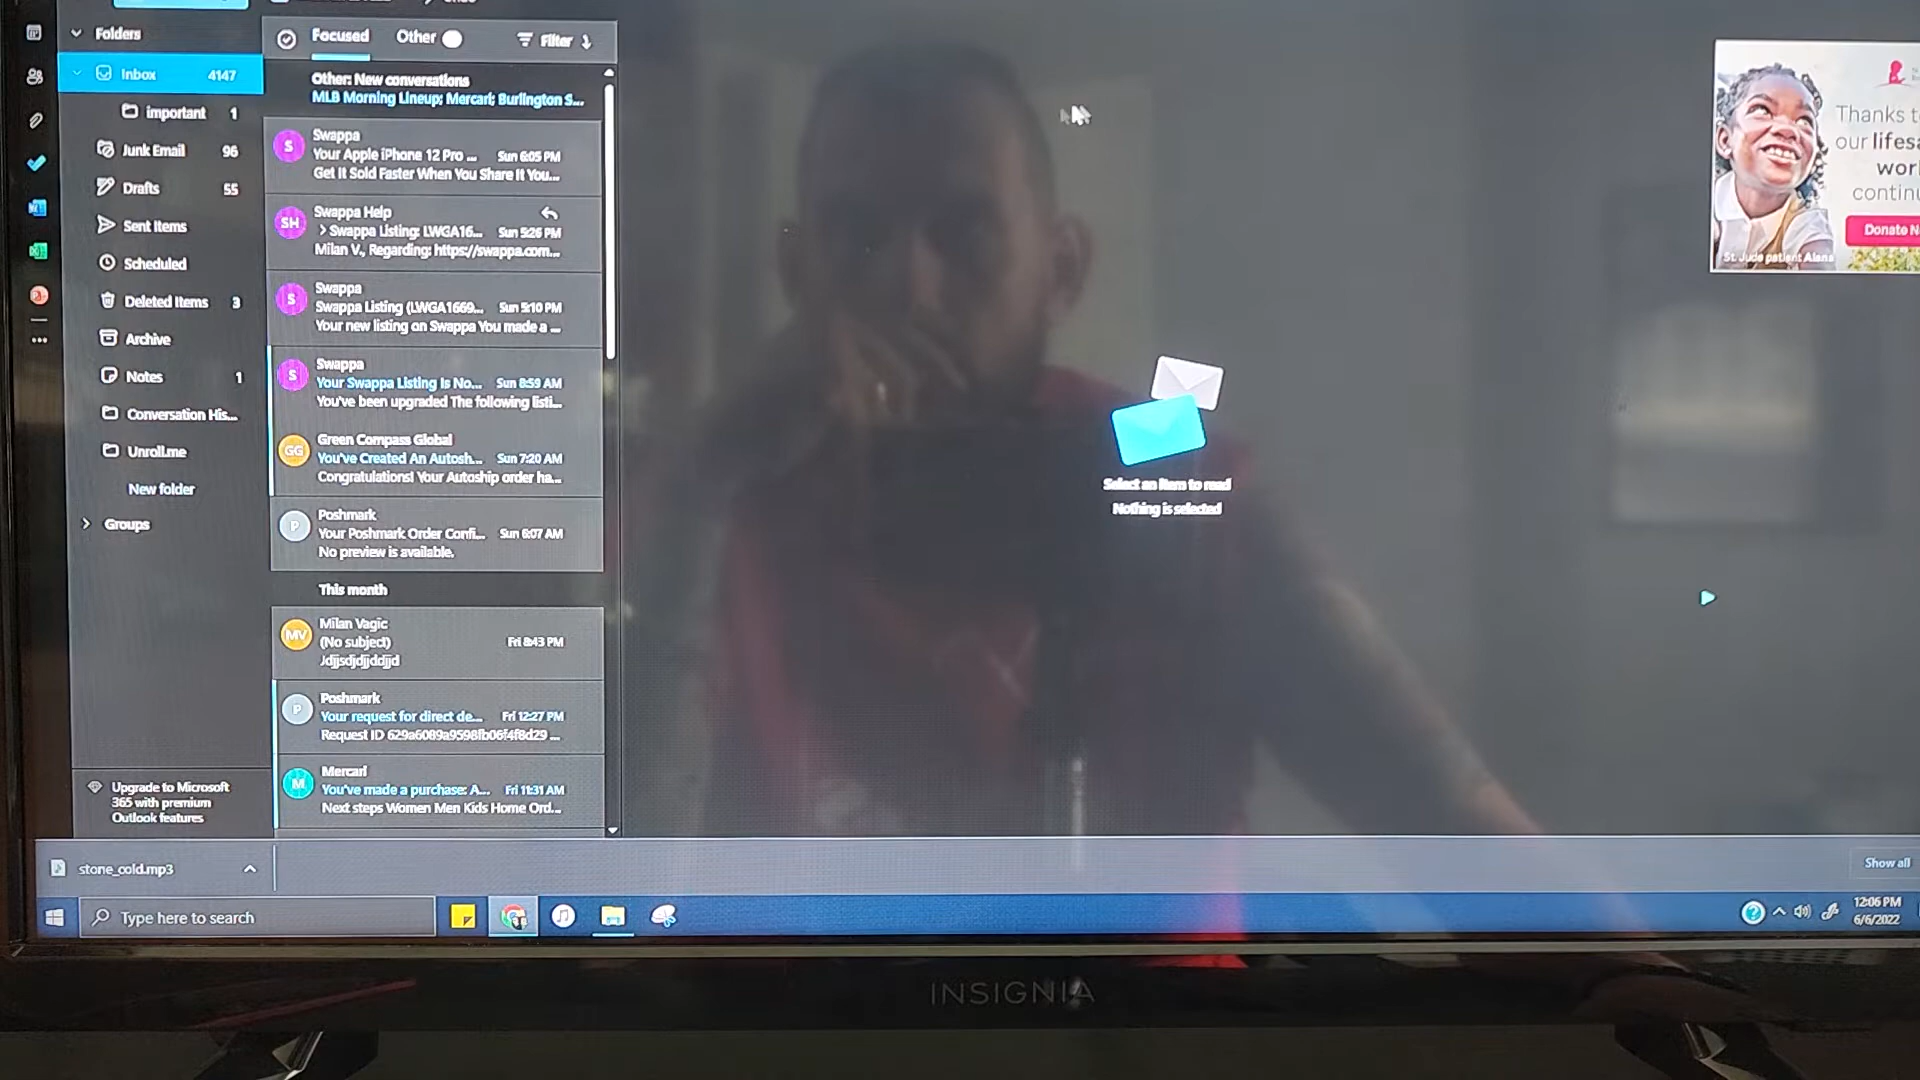 Folders
Focused
Other
Filter
Inbox 4147
important 1
Junk Email 96
Drafts 55
Sent Items
Scheduled
Deleted Items 3
Archive
Notes 1
Conversation His...
Unroll.me
New folder
Groups
Upgrade to Microsoft
365 with premium
Outlook features
Other: New conversations
MLB Morning Lineup; Mercari; Burlington S...
S
Swappa
Your Apple iPhone 12 Pro ... Sun 6:05 PM
Get It Sold Faster When You Share It You...
SH
Swappa Help
> Swappa Listing: LWGA16... Sun 5:26 PM
Milan V., Regarding: https://swappa.com...
S
Swappa
Swappa Listing (LWGA1669... Sun 5:10 PM
Your new listing on Swappa You made a ...
S
Swappa
Your Swappa Listing Is No... Sun 8:59 AM
You've been upgraded The following listi...
GG
Green Compass Global
You've Created An Autosh... Sun 7:20 AM
Congratulations! Your Autoship order ha...
P
Poshmark
Your Poshmark Order Confi... Sun 6:07 AM
No preview is available.
This month
MV
Milan Vagic
(No subject) Fri 8:43 PM
Jdjjsdjdjjddjjd
P
Poshmark
Your request for direct de... Fri 12:27 PM
Request ID 629a6089a9598fb06f4f8d29 ...
M
Mercari
You've made a purchase: A... Fri 11:31 AM
Next steps Women Men Kids Home Ord...
Select an item to read
Nothing is selected
Thanks t
our lifesa
wor
continu
Donate N
St. Jude patient Alana
stone_cold.mp3
Show all
Type here to search
12:06 PM
6/6/2022
INSIGNIA